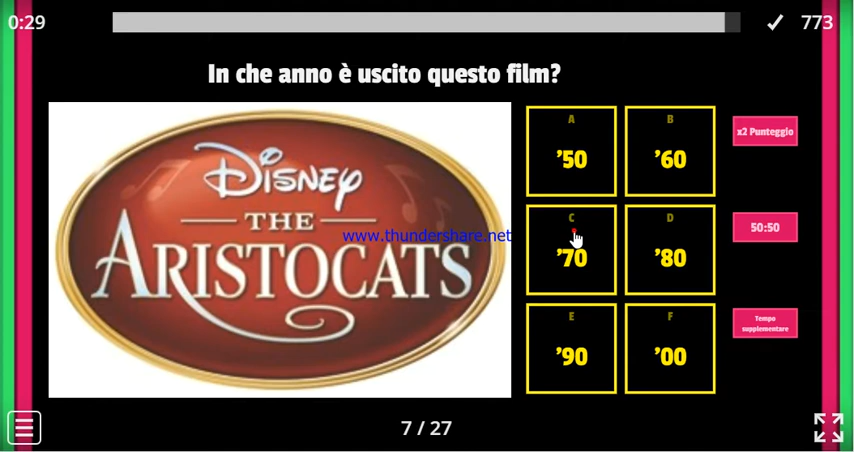 0:29
773
In che anno è uscito questo film?
Disney
THE
ARISTOCATS
www.thundershare.net
A
'50
B
'60
C
'70
D
'80
E
'90
F
'00
x2 Punteggio
50:50
Tempo
supplementare
7 / 27